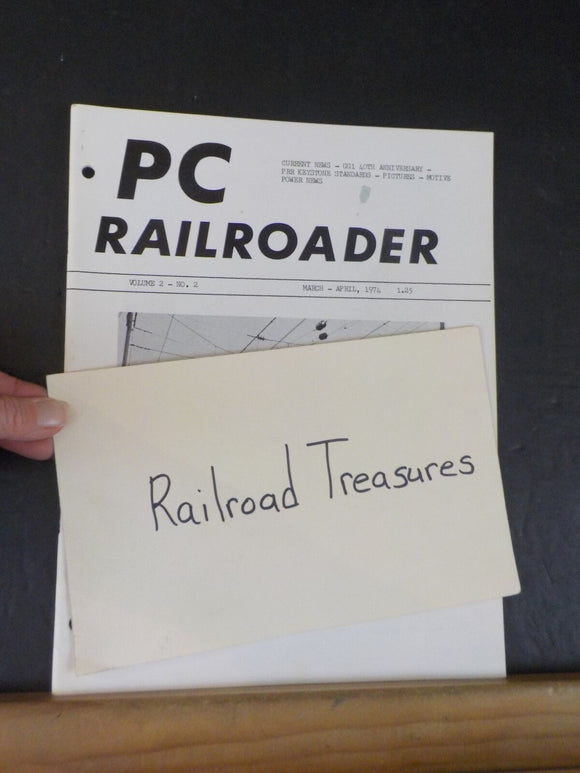 PC
RAILROADER
CURRENT NEWS - GG1 40TH ANNIVERSARY -
PRR KEYSTONE STANDARDS - PICTURES - MOTIVE
POWER NEWS
VOLUME 2 - NO. 2 MARCH - APRIL, 1974 1.25
Railroad Treasures